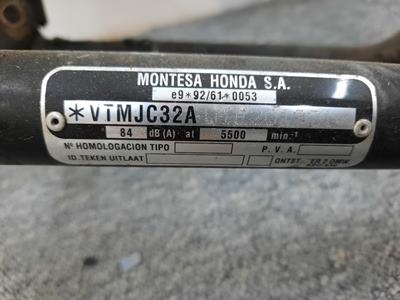 MONTESA HONDA S.A.
e9*92/61*0053
*VTMJC32A
84 dB(A) at 5500 min.-1
Nº HOMOLOGACION TIPO P.V.A.
ID.TEKEN UITLAAT ONTST.